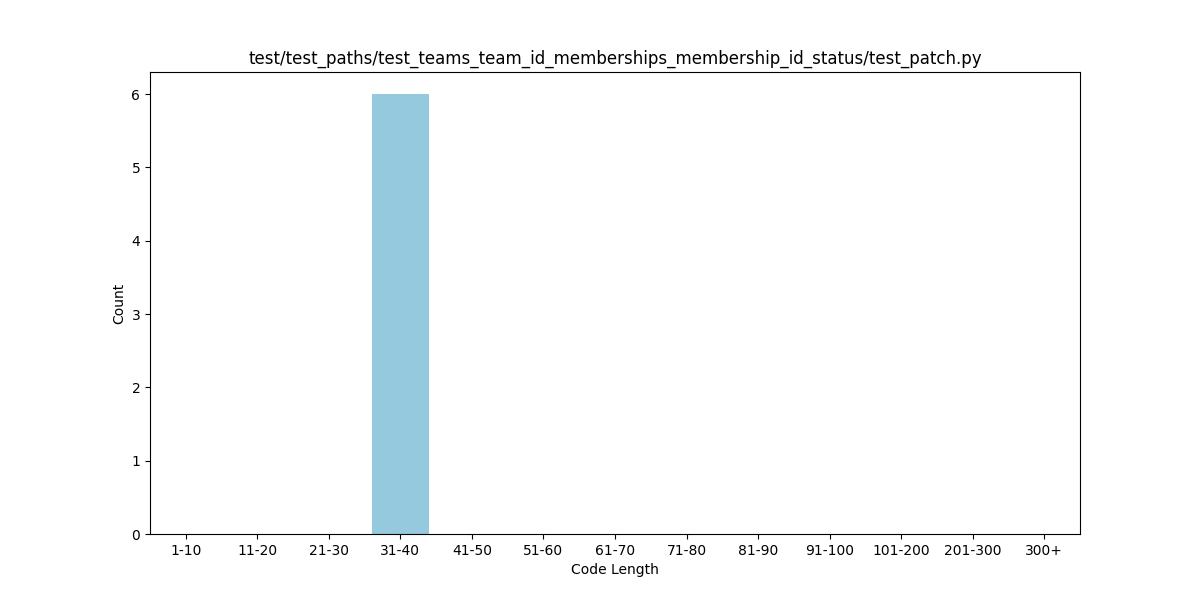 test/test_paths/test_teams_team_id_memberships_membership_id_status/test_patch.py
6
5
4
3
2
1
0
Count
1-10 11-20 21-30 31-40 41-50 51-60 61-70 71-80 81-90 91-100 101-200 201-300 300+
Code Length